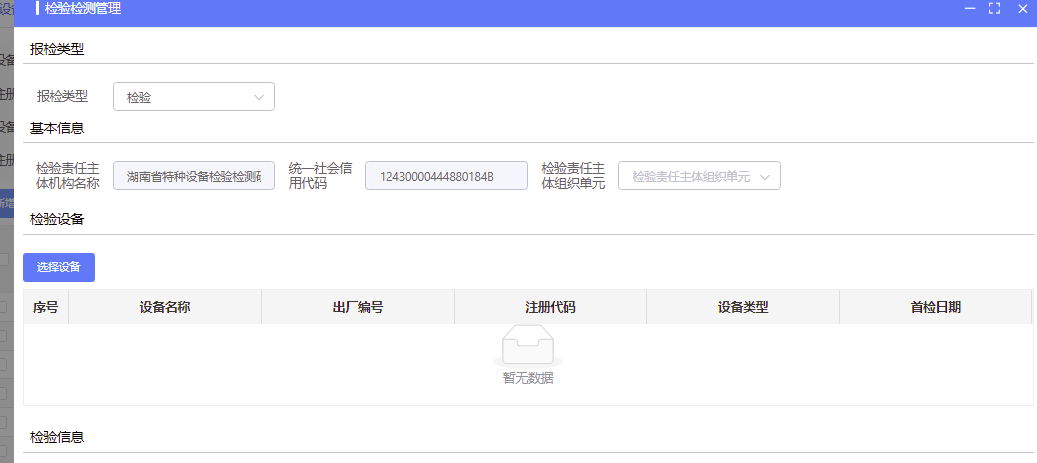 检验检测管理
报检类型
报检类型
检验
基本信息
检验责任主
体机构名称
湖南省特种设备检验检测
统一社会信
用代码
12430000444880184B
检验责任主
体组织单元
检验责任主体组织单元
检验设备
选择设备
序号 设备名称 出厂编号 注册代码 设备类型 首检日期
暂无数据
检验信息